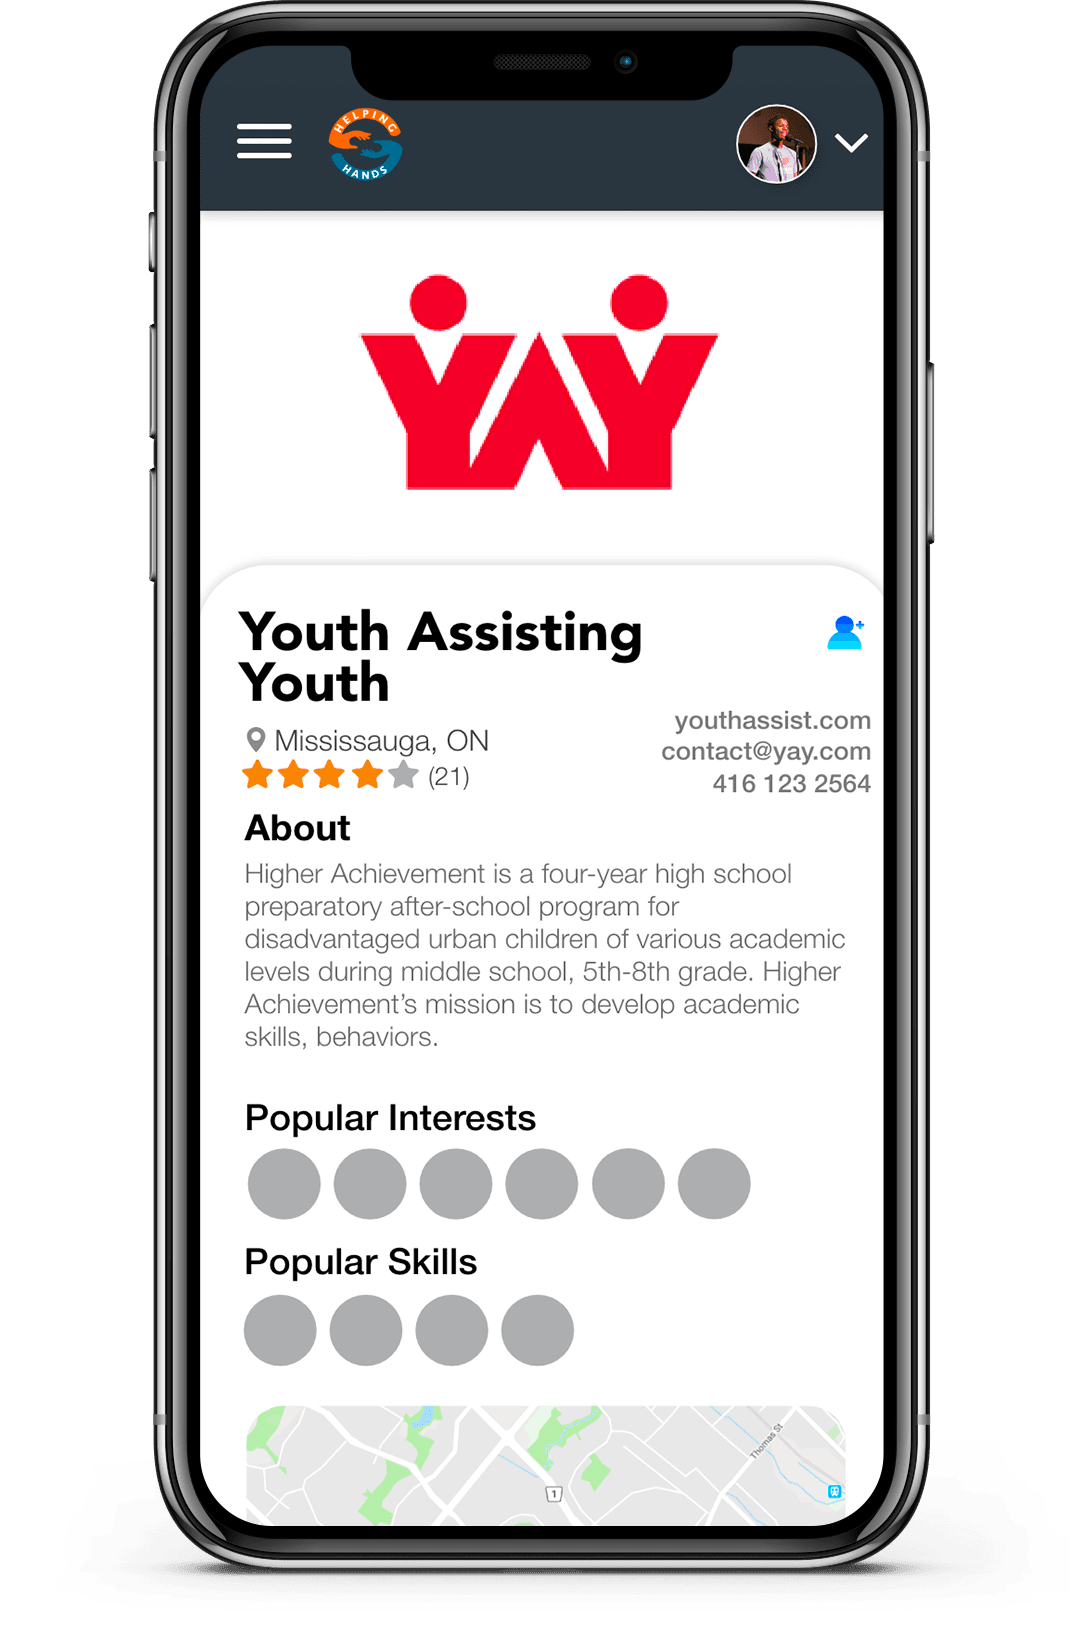 HELPING
HANDS
YAY
Youth Assisting
Youth
youthassist.com
Mississauga, ON
contact@yay.com
(21)
416 123 2564
About
Higher Achievement is a four-year high school
preparatory after-school program for
disadvantaged urban children of various academic
levels during middle school, 5th-8th grade. Higher
Achievement’s mission is to develop academic
skills, behaviors.
Popular Interests
Popular Skills
Thomas St
1